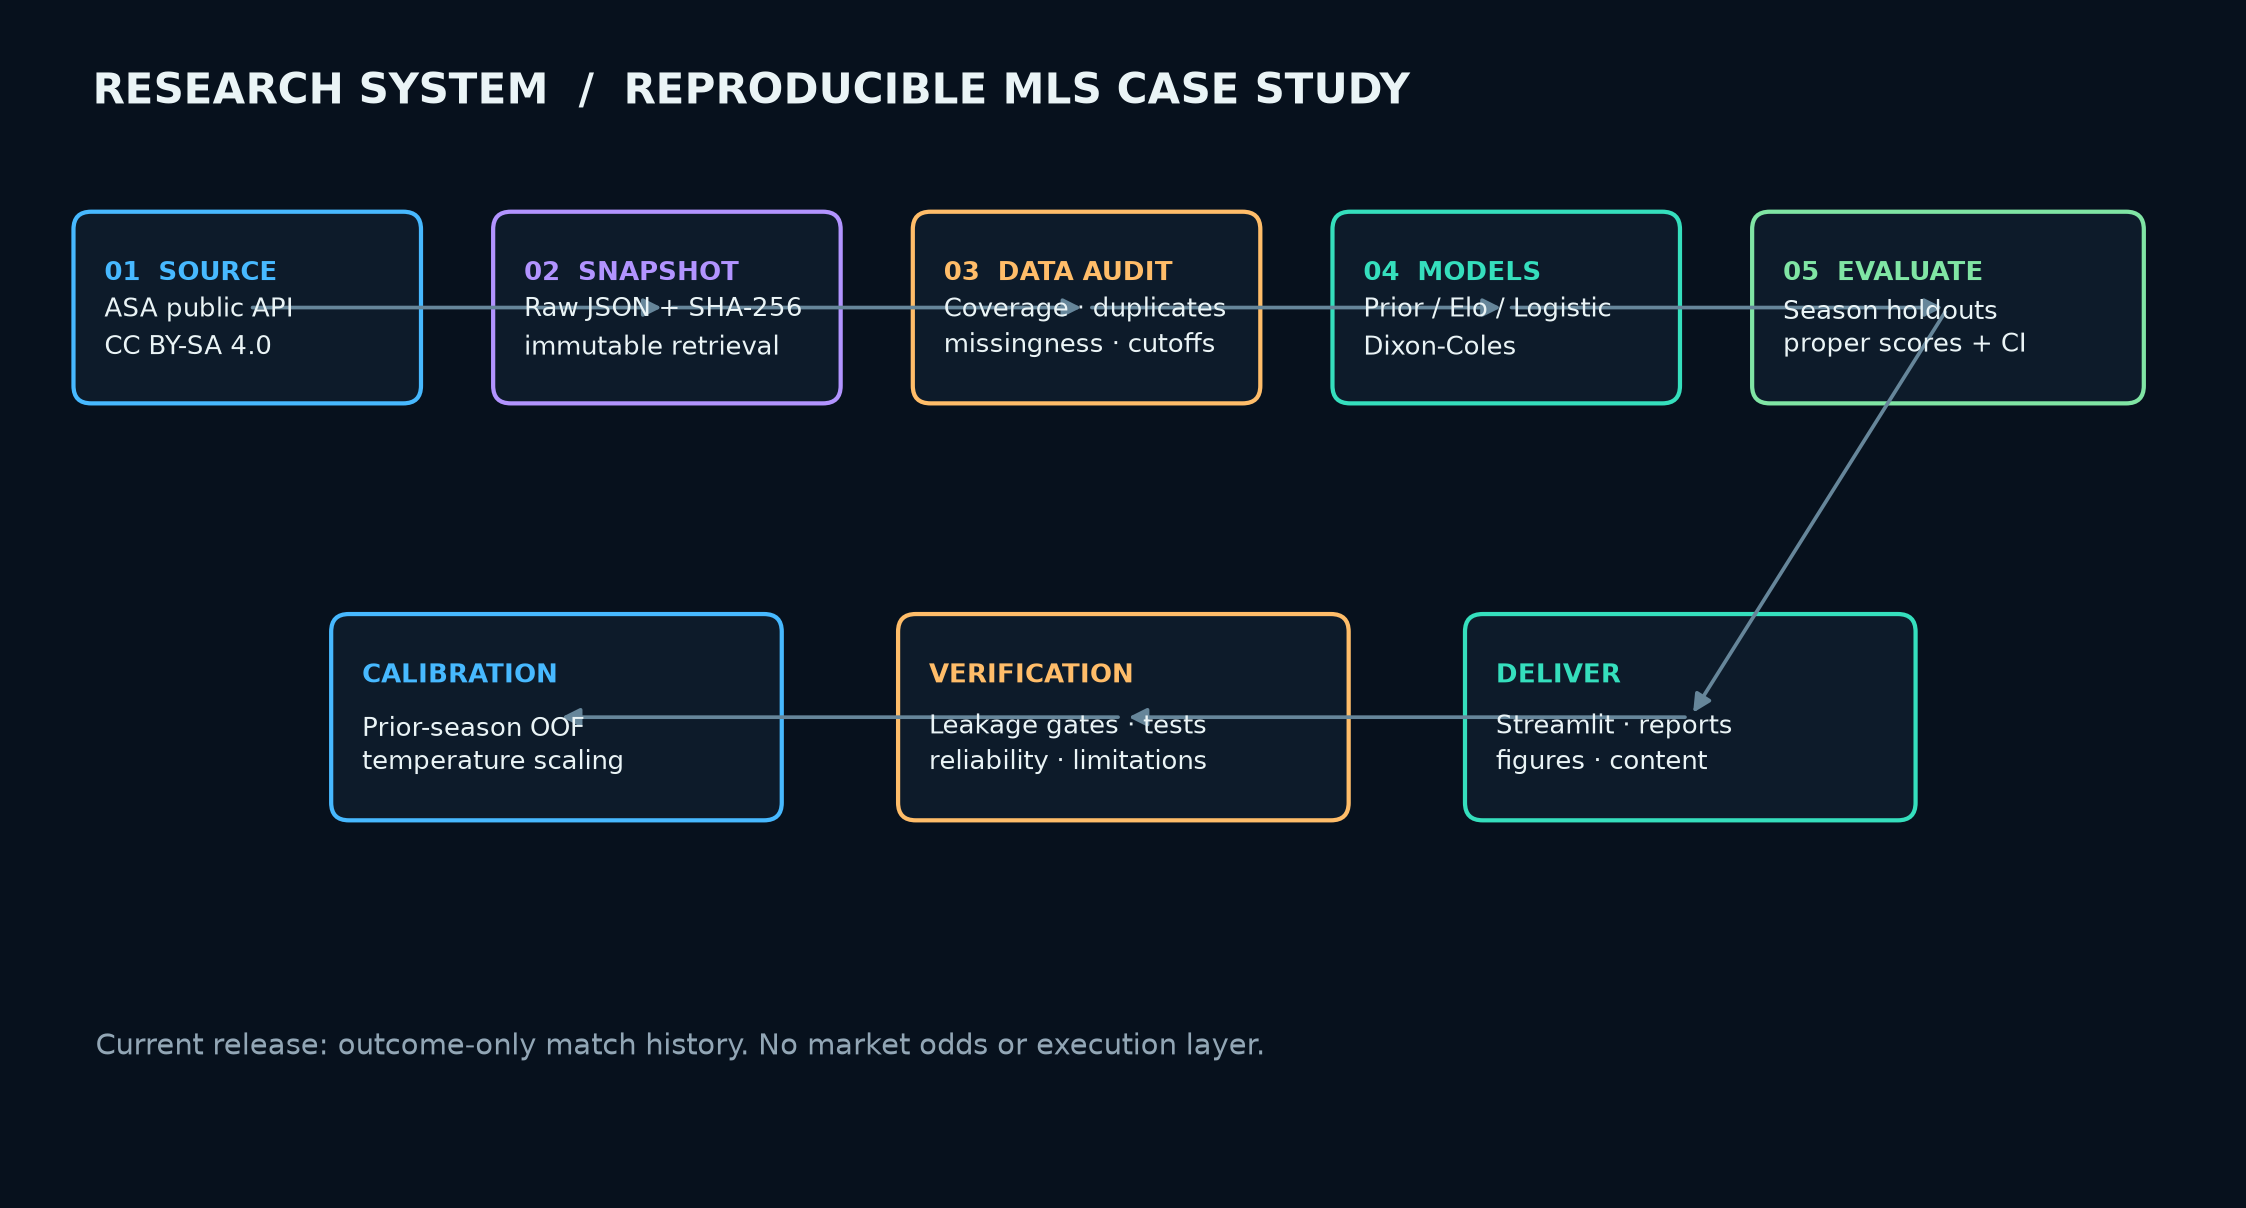 RESEARCH SYSTEM / REPRODUCIBLE MLS CASE STUDY
01 SOURCE
ASA public API
CC BY-SA 4.0
02 SNAPSHOT
Raw JSON + SHA-256
immutable retrieval
03 DATA AUDIT
Coverage · duplicates
missingness · cutoffs
04 MODELS
Prior / Elo / Logistic
Dixon-Coles
05 EVALUATE
Season holdouts
proper scores + CI
CALIBRATION
Prior-season OOF
temperature scaling
VERIFICATION
Leakage gates · tests
reliability · limitations
DELIVER
Streamlit · reports
figures · content
Current release: outcome-only match history. No market odds or execution layer.